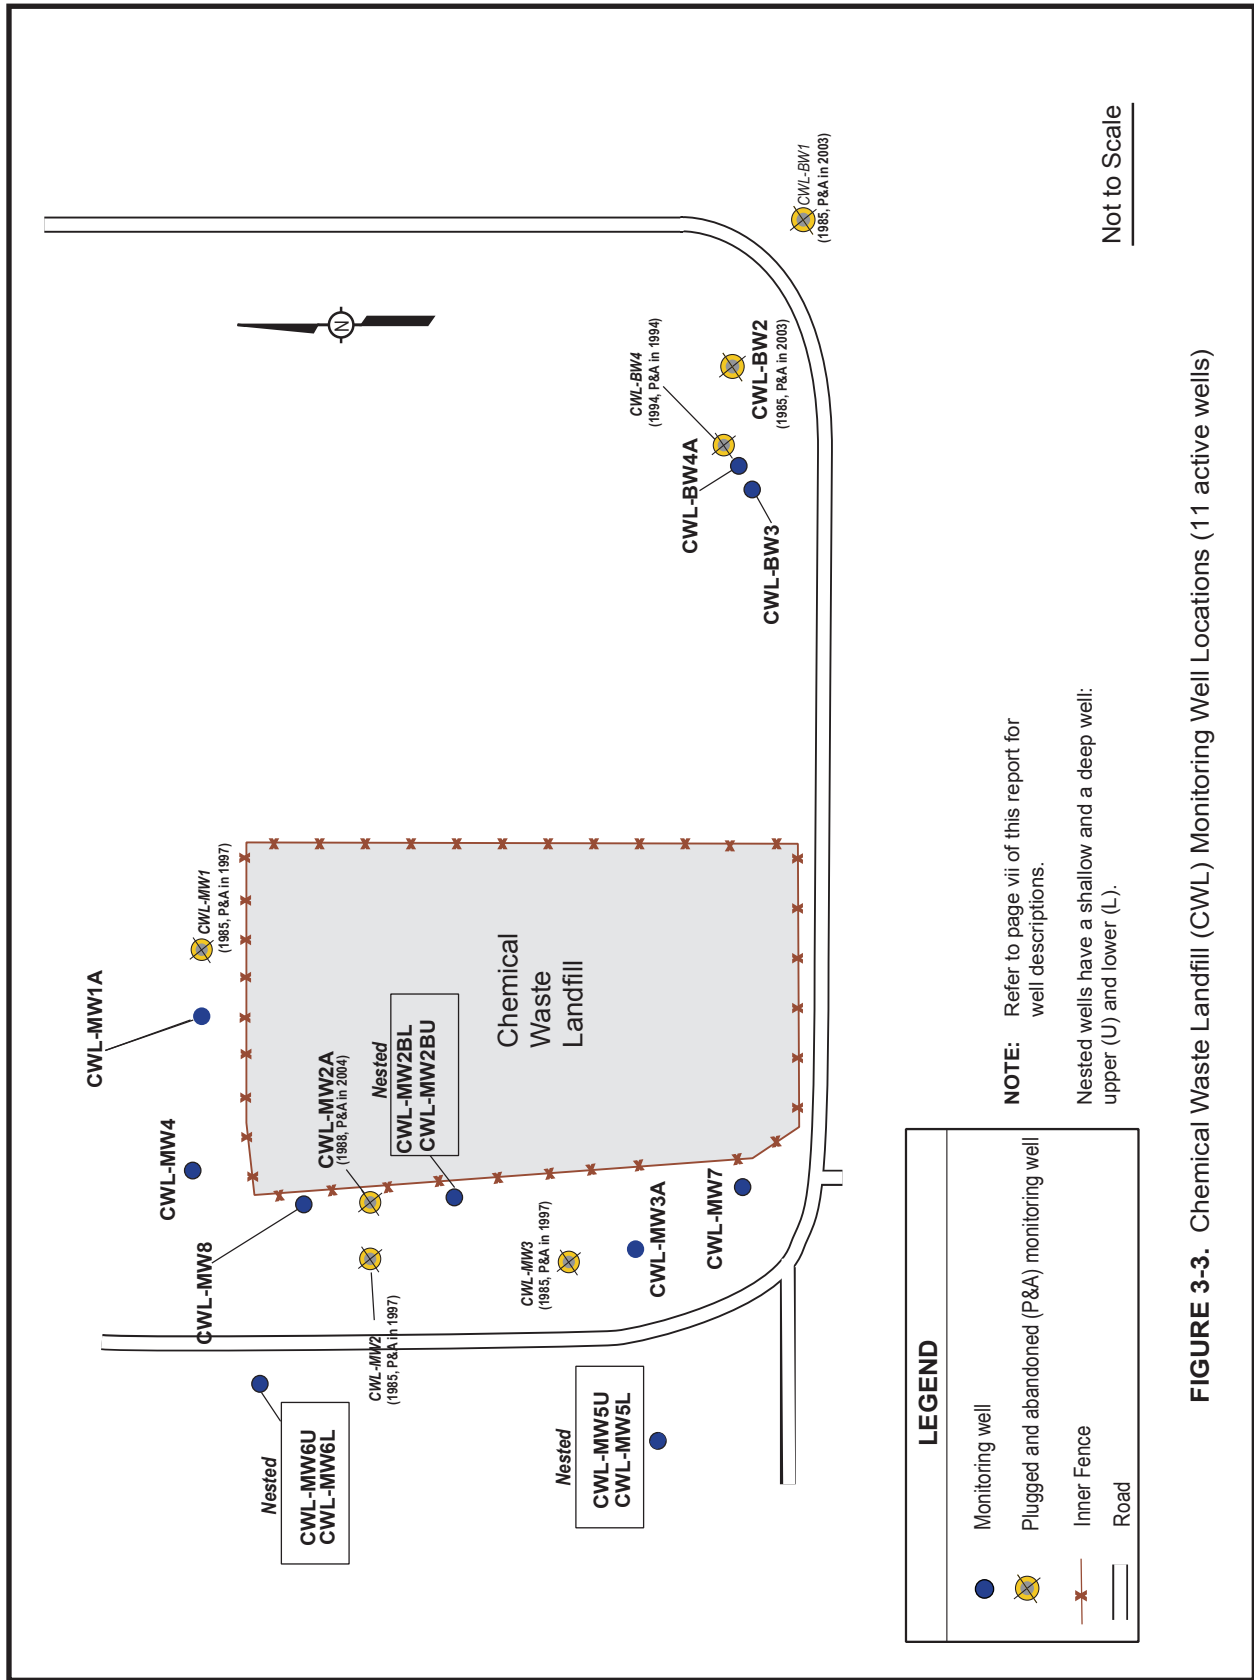 CWL-MW6U
CWL-MW6L
Nested
CWL-MW5U
CWL-MW5L
Nested
CWL-MW8
CWL-MW4
CWL-MW1A
CWL-MW1
(1985, P&A in 1997)
CWL-MW2
(1985, P&A in 1997)
CWL-MW2A
(1988, P&A in 2004)
Nested
CWL-MW2BL
CWL-MW2BU
CWL-MW3
(1985, P&A in 1997)
CWL-MW3A
CWL-MW7
Chemical
Waste
Landfill
N
CWL-BW4
(1994, P&A in 1994)
CWL-BW4A
CWL-BW3
CWL-BW2
(1985, P&A in 2003)
CWL-BW1
(1985, P&A in 2003)
LEGEND
Monitoring well
Plugged and abandoned (P&A) monitoring well
Inner Fence
Road
NOTE: Refer to page vii of this report for
well descriptions.
Nested wells have a shallow and a deep well:
upper (U) and lower (L).
Not to Scale
FIGURE 3-3. Chemical Waste Landfill (CWL) Monitoring Well Locations (11 active wells)